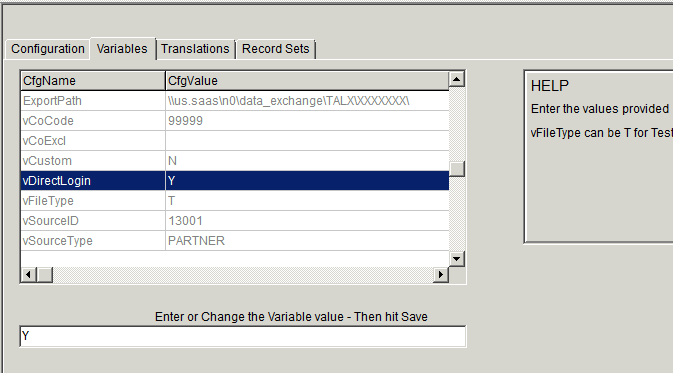 Configuration Variables Translations Record Sets
CfgName CfgValue
ExportPath \\us.saas\n0\data_exchange\TALX\XXXXXXX\
vCoCode 99999
vCoExcl
vCustom N
vDirectLogin Y
vFileType T
vSourceID 13001
vSourceType PARTNER
HELP
Enter the values provided
vFileType can be T for Test
Enter or Change the Variable value - Then hit Save
Y